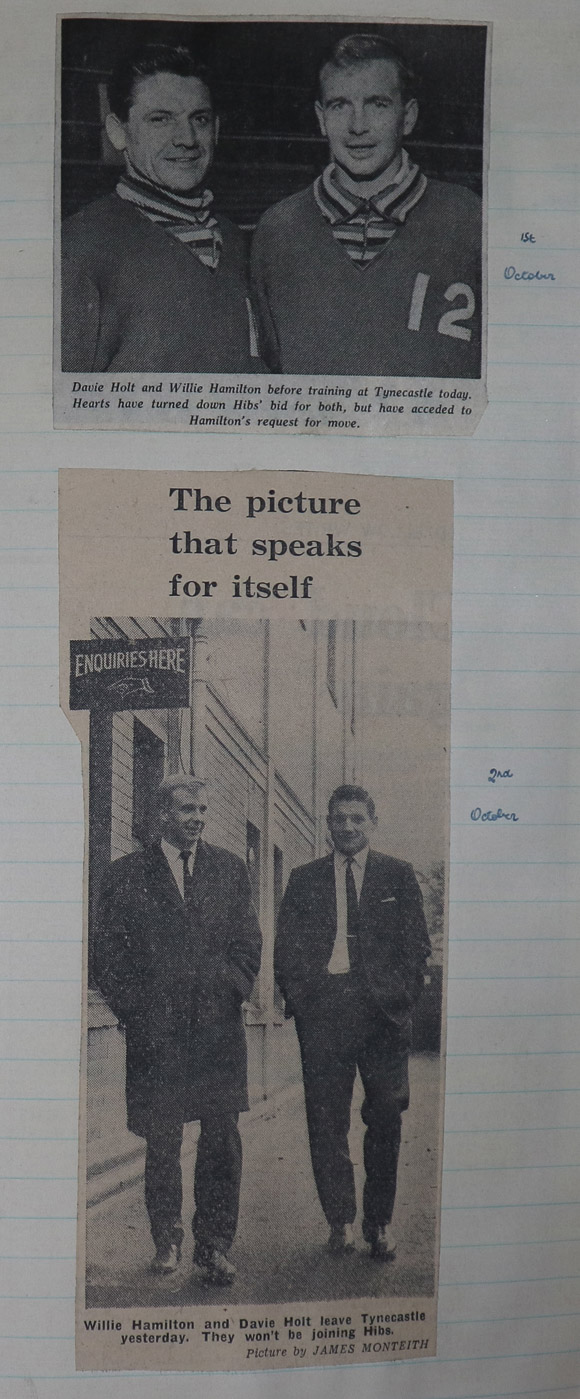 12
1st
October
Davie Holt and Willie Hamilton before training at Tynecastle today.
Hearts have turned down Hibs' bid for both, but have acceded to
Hamilton's request for move.
The picture
that speaks
for itself
ENQUIRIES HERE
2nd
October
Willie Hamilton and Davie Holt leave Tynecastle
yesterday. They won't be joining Hibs.
Picture by JAMES MONTEITH